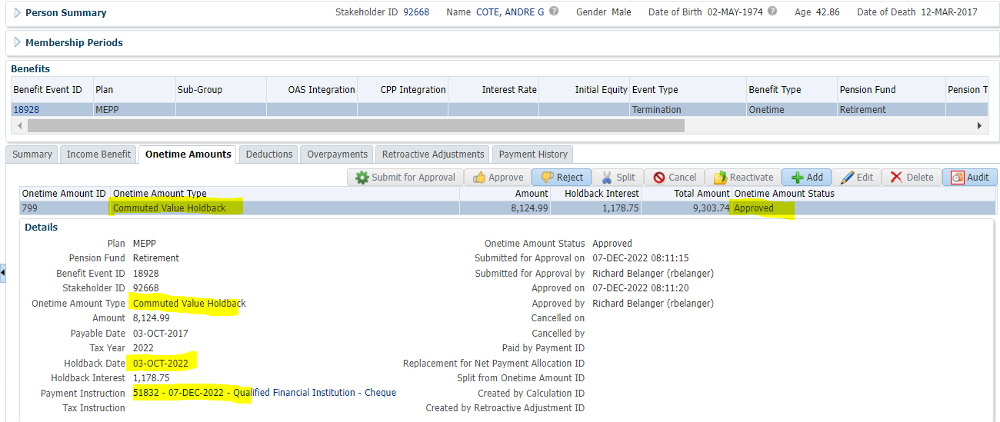 Person Summary Stakeholder ID 92668 Name COTE, ANDRE G Gender Male Date of Birth 02-MAY-1974 Age 42.86 Date of Death 12-MAR-2017
Membership Periods
Benefits
Benefit Event ID Plan Sub-Group OAS Integration CPP Integration Interest Rate Initial Equity Event Type Benefit Type Pension Fund Pension T
18928 MEPP Termination Onetime Retirement
Summary Income Benefit Onetime Amounts Deductions Overpayments Retroactive Adjustments Payment History
Submit for Approval Approve Reject Split Cancel Reactivate Add Edit Delete Audit
Onetime Amount ID Onetime Amount Type Amount Holdback Interest Total Amount Onetime Amount Status
799 Commuted Value Holdback 8,124.99 1,178.75 9,303.74 Approved
Details
Plan MEPP Onetime Amount Status Approved
Pension Fund Retirement Submitted for Approval on 07-DEC-2022 08:11:15
Benefit Event ID 18928 Submitted for Approval by Richard Belanger (rbelanger)
Stakeholder ID 92668 Approved on 07-DEC-2022 08:11:20
Onetime Amount Type Commuted Value Holdback Approved by Richard Belanger (rbelanger)
Amount 8,124.99 Cancelled on
Payable Date 03-OCT-2017 Cancelled by
Tax Year 2022 Paid by Payment ID
Holdback Date 03-OCT-2022 Replacement for Net Payment Allocation ID
Holdback Interest 1,178.75 Split from Onetime Amount ID
Payment Instruction 51832 - 07-DEC-2022 - Qualified Financial Institution - Cheque Created by Calculation ID
Tax Instruction Created by Retroactive Adjustment ID